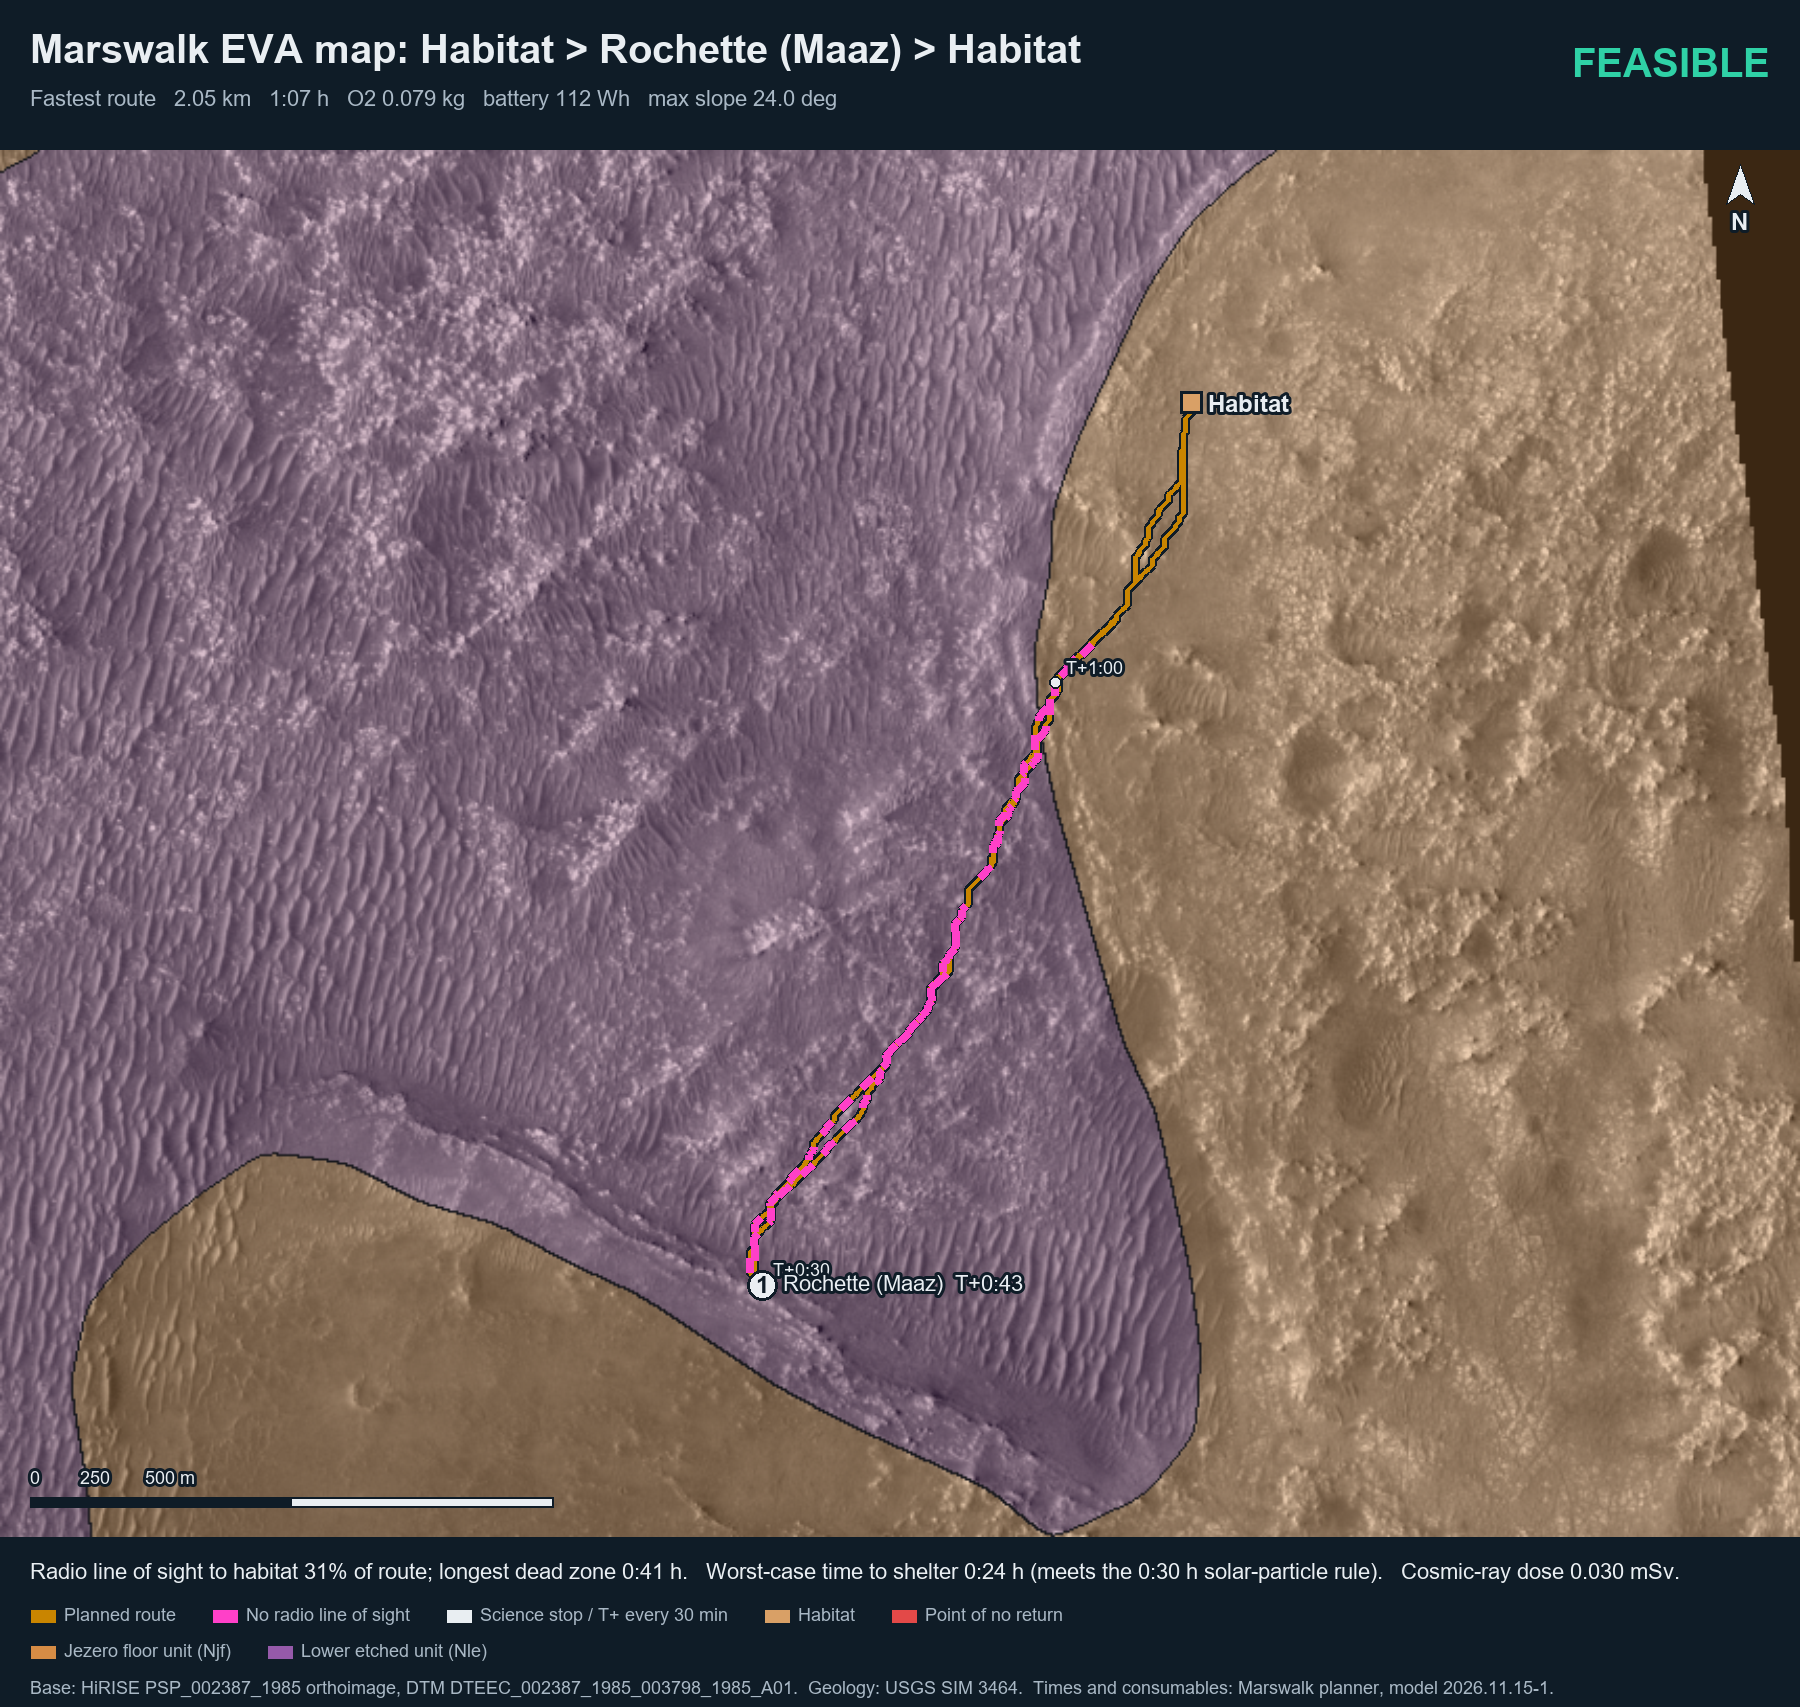 Marswalk EVA map: Habitat > Rochette (Maaz) > Habitat
FEASIBLE
Fastest route 2.05 km 1:07 h O2 0.079 kg battery 112 Wh max slope 24.0 deg
N
Habitat
T+1:00
T+0:30
1 Rochette (Maaz) T+0:43
0 250 500 m
Radio line of sight to habitat 31% of route; longest dead zone 0:41 h. Worst-case time to shelter 0:24 h (meets the 0:30 h solar-particle rule). Cosmic-ray dose 0.030 mSv.
Planned route No radio line of sight Science stop / T+ every 30 min Habitat Point of no return
Jezero floor unit (Njf) Lower etched unit (Nle)
Base: HiRISE PSP_002387_1985 orthoimage, DTM DTEEC_002387_1985_003798_1985_A01. Geology: USGS SIM 3464. Times and consumables: Marswalk planner, model 2026.11.15-1.